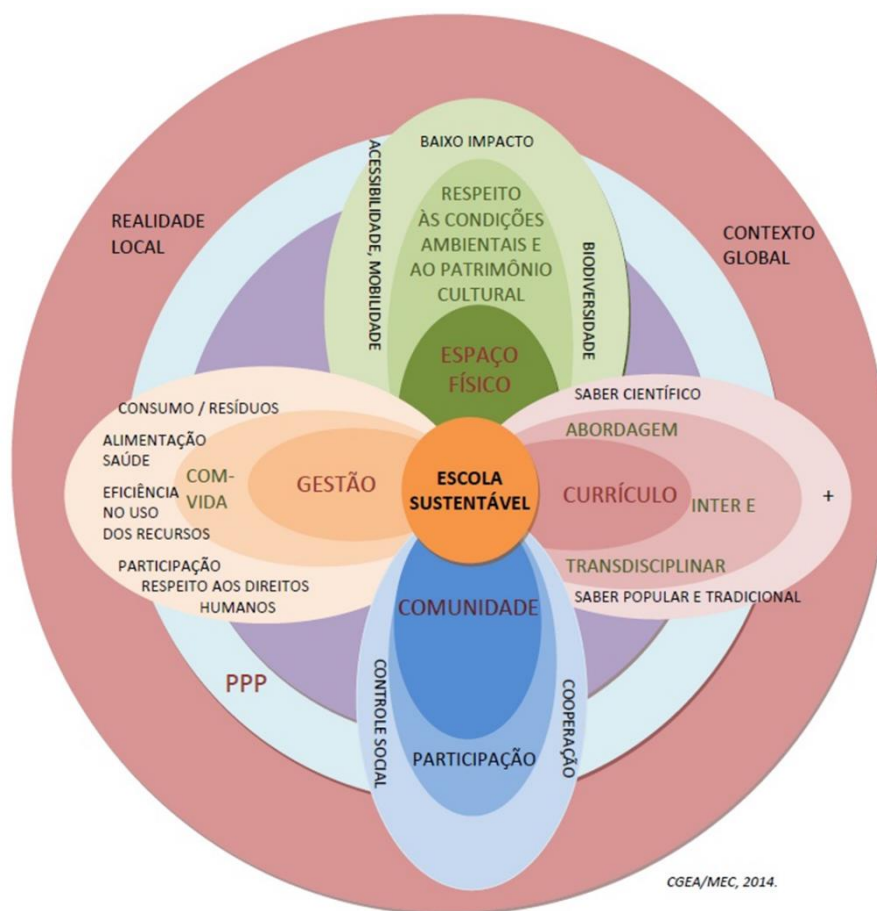 BAIXO IMPACTO
ACESSIBILIDADE, MOBILIDADE
RESPEITO
ÀS CONDIÇÕES
AMBIENTAIS E
AO PATRIMÔNIO
CULTURAL
BIODIVERSIDADE
REALIDADE
LOCAL
CONTEXTO
GLOBAL
ESPAÇO
FÍSICO
CONSUMO / RESÍDUOS
ALIMENTAÇÃO
SAÚDE
EFICIÊNCIA
NO USO
DOS RECURSOS
PARTICIPAÇÃO
RESPEITO AOS DIREITOS
HUMANOS
COM-
VIDA
GESTÃO
ESCOLA
SUSTENTÁVEL
CURRÍCULO
SABER CIENTÍFICO
ABORDAGEM
INTER E
TRANSDISCIPLINAR
+
SABER POPULAR E TRADICIONAL
COMUNIDADE
PPP
CONTROLE SOCIAL
PARTICIPAÇÃO
COOPERAÇÃO
CGEA/MEC, 2014.